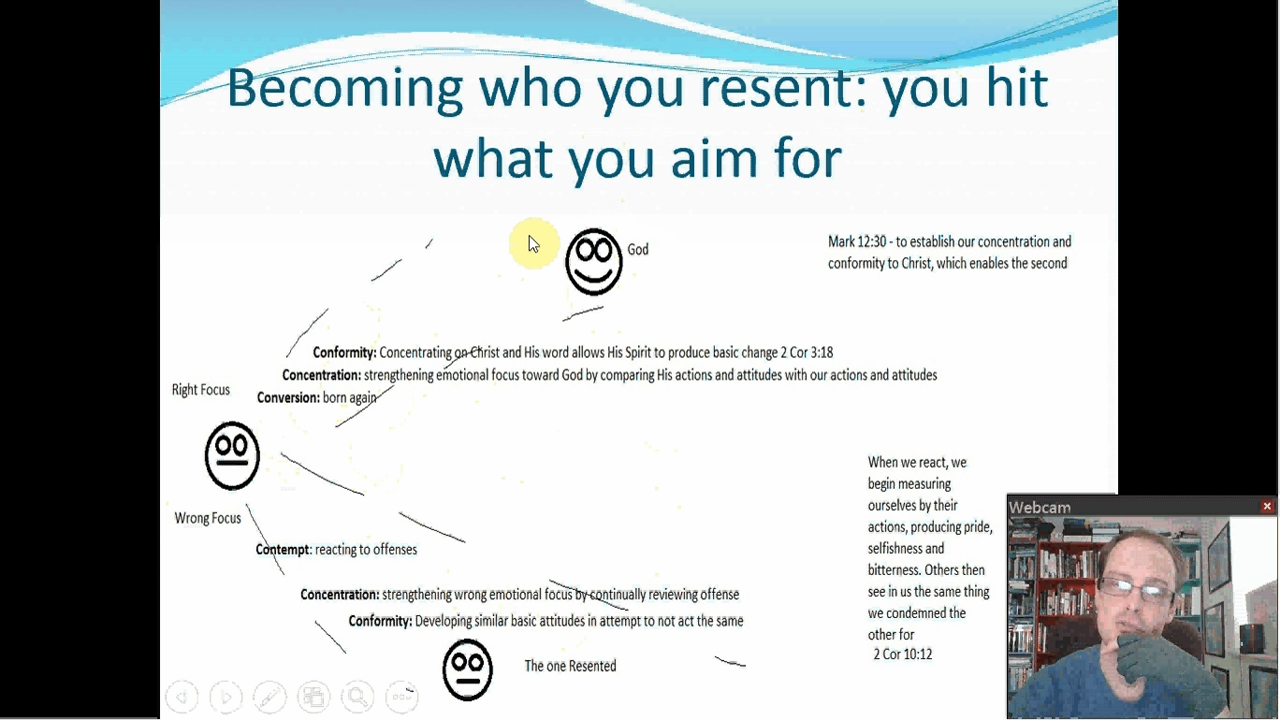 Becoming who you resent: you hit
what you aim for
God
Mark 12:30 - to establish our concentration and
conformity to Christ, which enables the second
Conformity: Concentrating on Christ and His word allows His Spirit to produce basic change 2 Cor 3:18
Concentration: strengthening emotional focus toward God by comparing His actions and attitudes with our actions and attitudes
Right Focus
Conversion: born again
When we react, we
begin measuring
ourselves by their
actions, producing pride,
selfishness and
bitterness. Others then
see in us the same thing
we condemned the
other for
2 Cor 10:12
Wrong Focus
Contempt: reacting to offenses
Concentration: strengthening wrong emotional focus by continually reviewing offense
Conformity: Developing similar basic attitudes in attempt to not act the same
The one Resented
Webcam